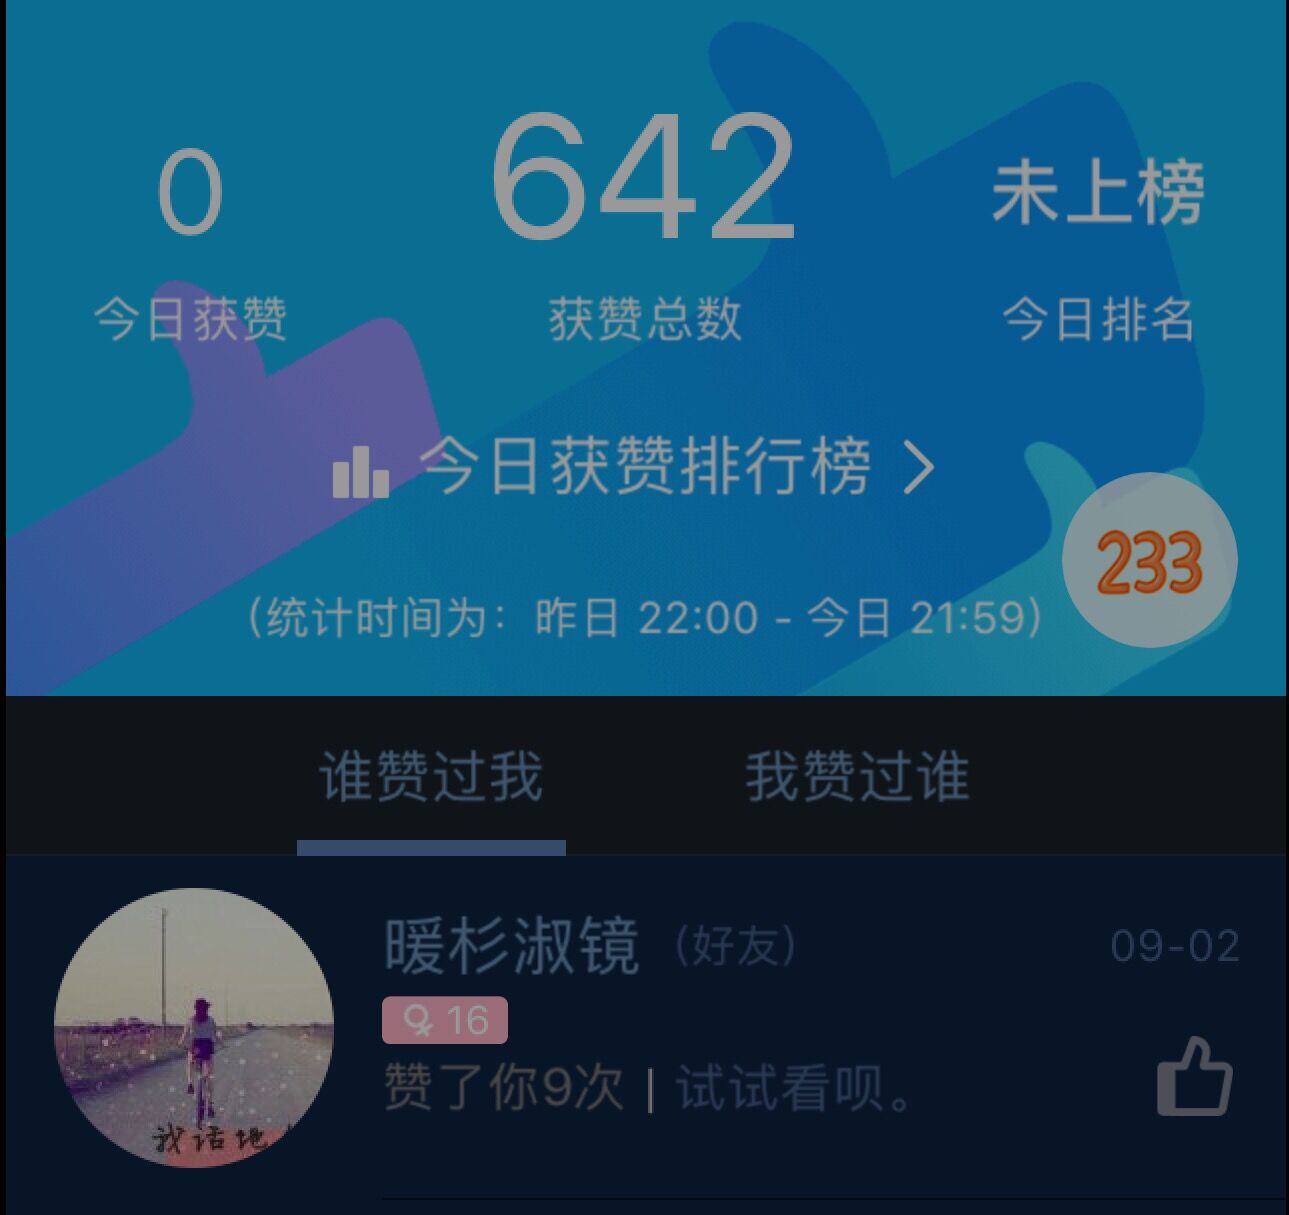 0
642
未上榜
今日获赞
获赞总数
今日排名
今日获赞排行榜
233
(统计时间为：昨日 22:00 - 今日 21:59)
谁赞过我
我赞过谁
暖杉淑镜 (好友)
09-02
♀ 16
赞了你9次 | 试试看呗。
我话地